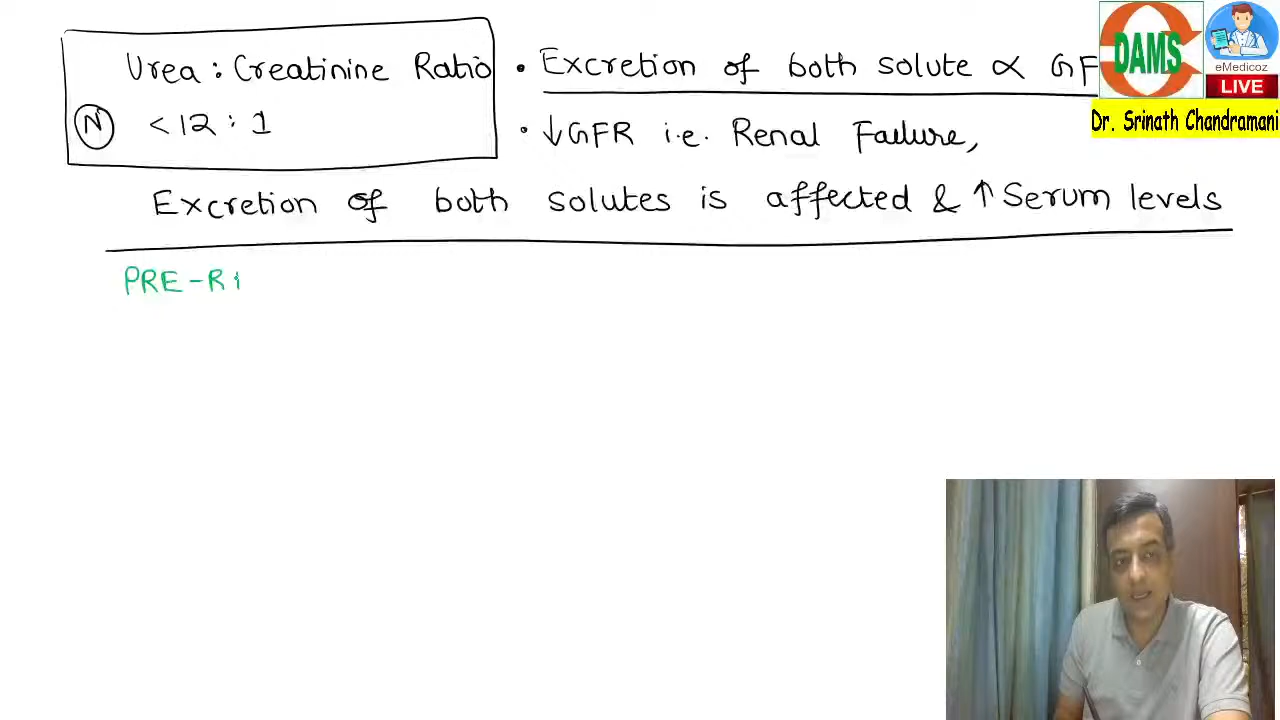 Urea : Creatinine Ratio
N < 12 : 1
• Excretion of both solute ∝ GF
• ↓GFR i.e. Renal Failure,
Excretion of both solutes is affected & ↑ Serum levels
PRE-R
DAMS
eMedicoz
LIVE
Dr. Srinath Chandramani